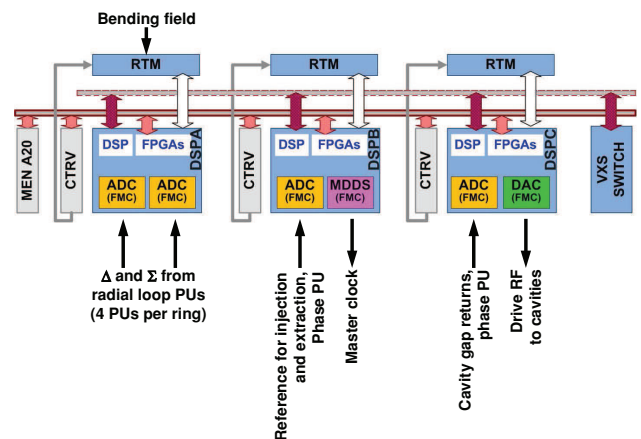 Bending field
RTM
RTM
RTM
MEN A20
CTRV
DSP
FPGAs
DSPA
ADC
(FMC)
ADC
(FMC)
CTRV
DSP
FPGAs
DSPB
ADC
(FMC)
MDDS
(FMC)
CTRV
DSP
FPGAs
DSPC
ADC
(FMC)
DAC
(FMC)
VXS
SWITCH
Δ and Σ from
radial loop PUs
(4 PUs per ring)
Reference for injection
and extraction,
Phase PU
Master clock
Cavity gap returns,
phase PU
Drive RF
to cavities